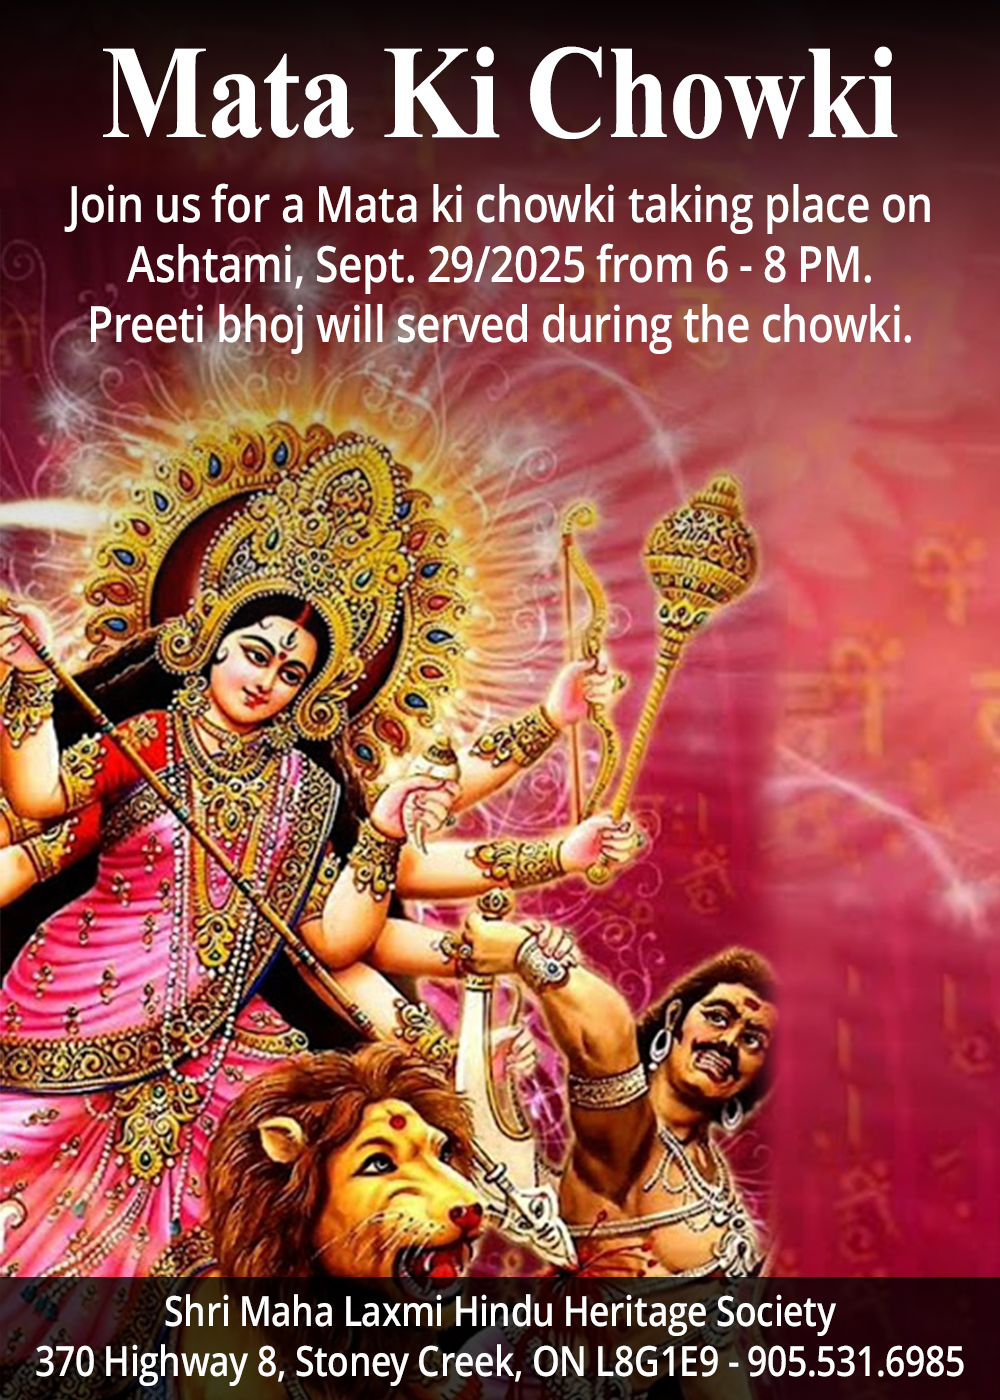 Mata Ki Chowki
Join us for a Mata ki chowki taking place on
Ashtami, Sept. 29/2025 from 6 - 8 PM.
Preeti bhoj will served during the chowki.
Shri Maha Laxmi Hindu Heritage Society
370 Highway 8, Stoney Creek, ON L8G1E9 - 905.531.6985